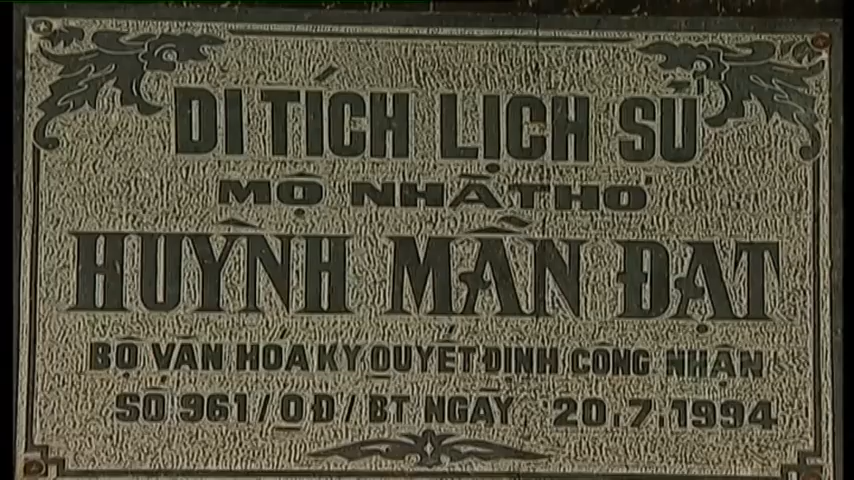 DI TÍCH LỊCH SỬ
MỘ NHÀ THƠ
HUỲNH MẪN ĐẠT
BỘ VĂN HOÁ KÝ QUYẾT ĐỊNH CÔNG NHẬN
SỐ 961/QĐ/BT NGÀY 20.7.1994